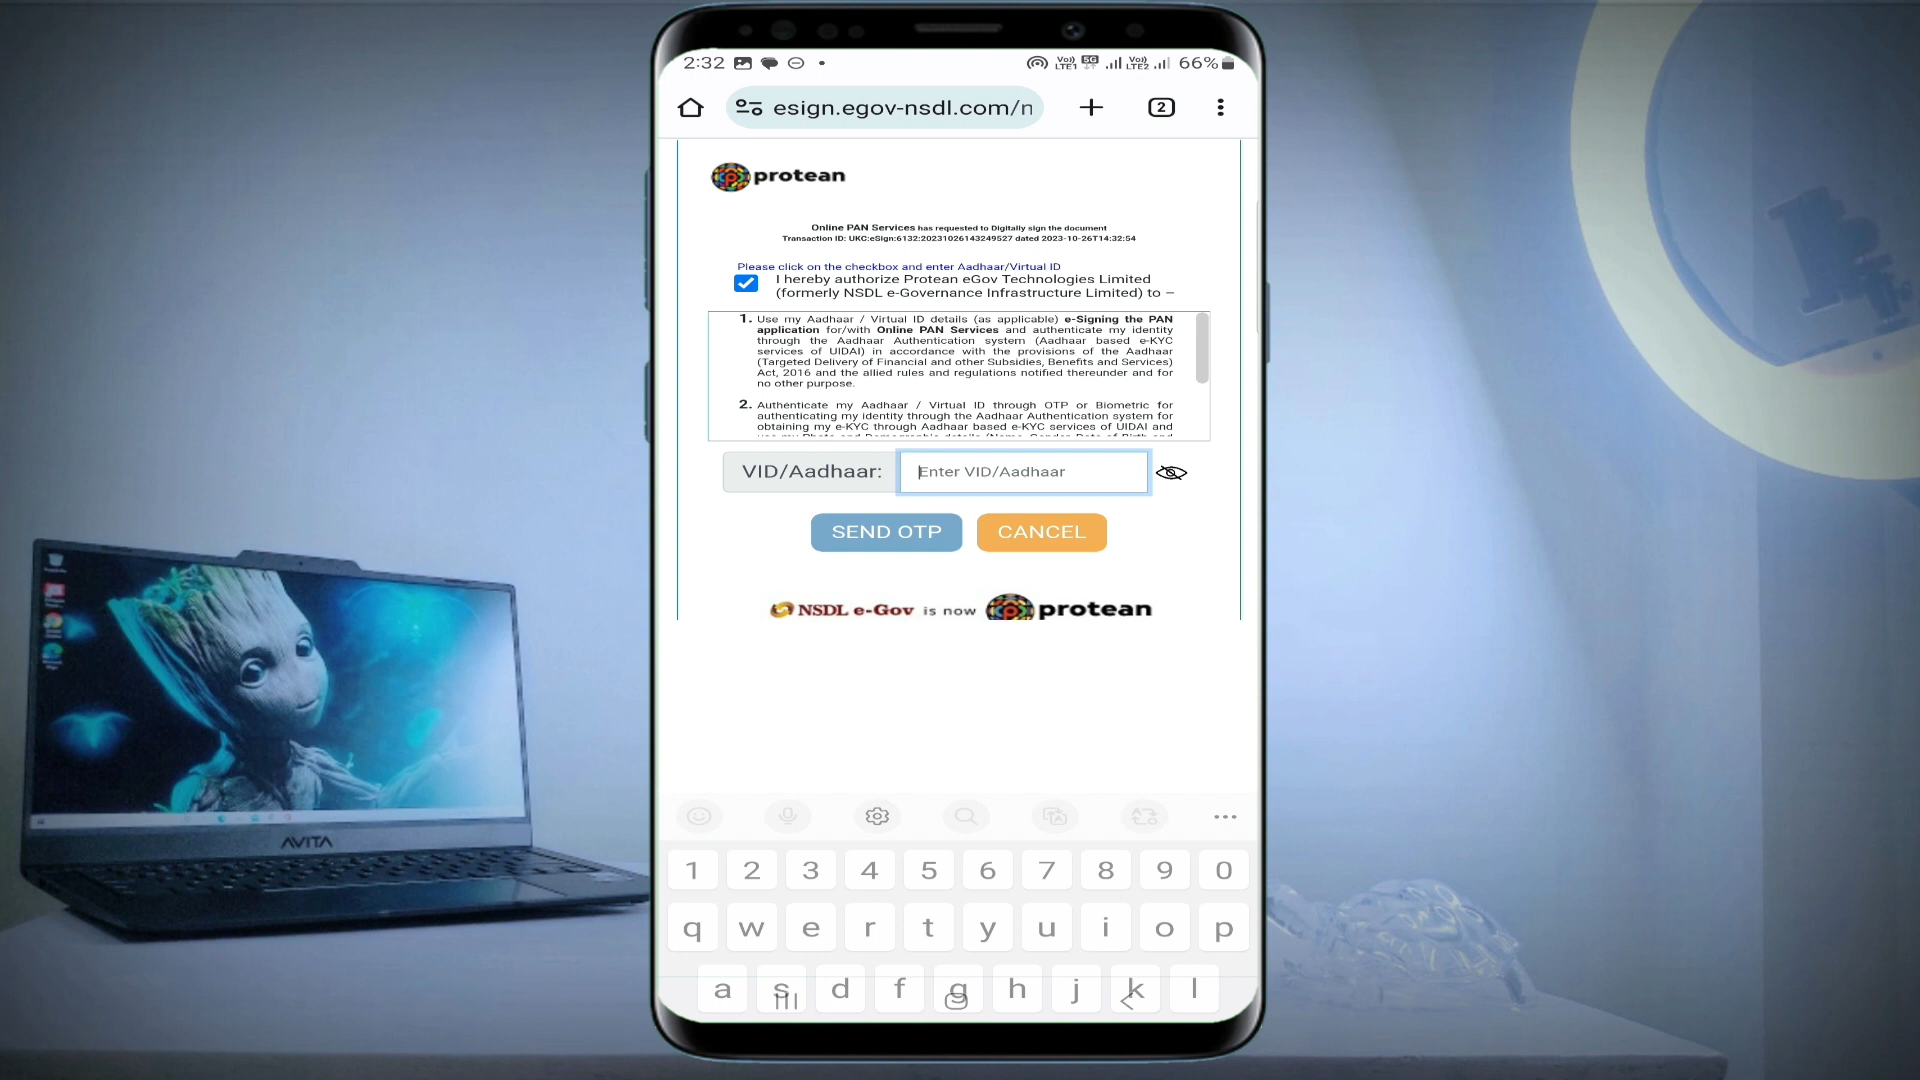 2:32
Vo) LTE1 5G Vo) LTE2 66%
esign.egov-nsdl.com/n
2
protean
Online PAN Services has requested to Digitally sign the document
Transaction ID: UKC:eSign:6132:20231026143249527 dated 2023-10-26T14:32:54
Please click on the checkbox and enter Aadhaar/Virtual ID
I hereby authorize Protean eGov Technologies Limited
(formerly NSDL e-Governance Infrastructure Limited) to –
1. Use my Aadhaar / Virtual ID details (as applicable) e-Signing the PAN
application for/with Online PAN Services and authenticate my identity
through the Aadhaar Authentication system (Aadhaar based e-KYC
services of UIDAI) in accordance with the provisions of the Aadhaar
(Targeted Delivery of Financial and other Subsidies, Benefits and Services)
Act, 2016 and the allied rules and regulations notified thereunder and for
no other purpose.
2. Authenticate my Aadhaar / Virtual ID through OTP or Biometric for
authenticating my identity through the Aadhaar Authentication system for
obtaining my e-KYC through Aadhaar based e-KYC services of UIDAI and
VID/Aadhaar: Enter VID/Aadhaar
SEND OTP CANCEL
NSDL e-Gov is now protean
1 2 3 4 5 6 7 8 9 0
q w e r t y u i o p
a s d f g h j k l
AVITA